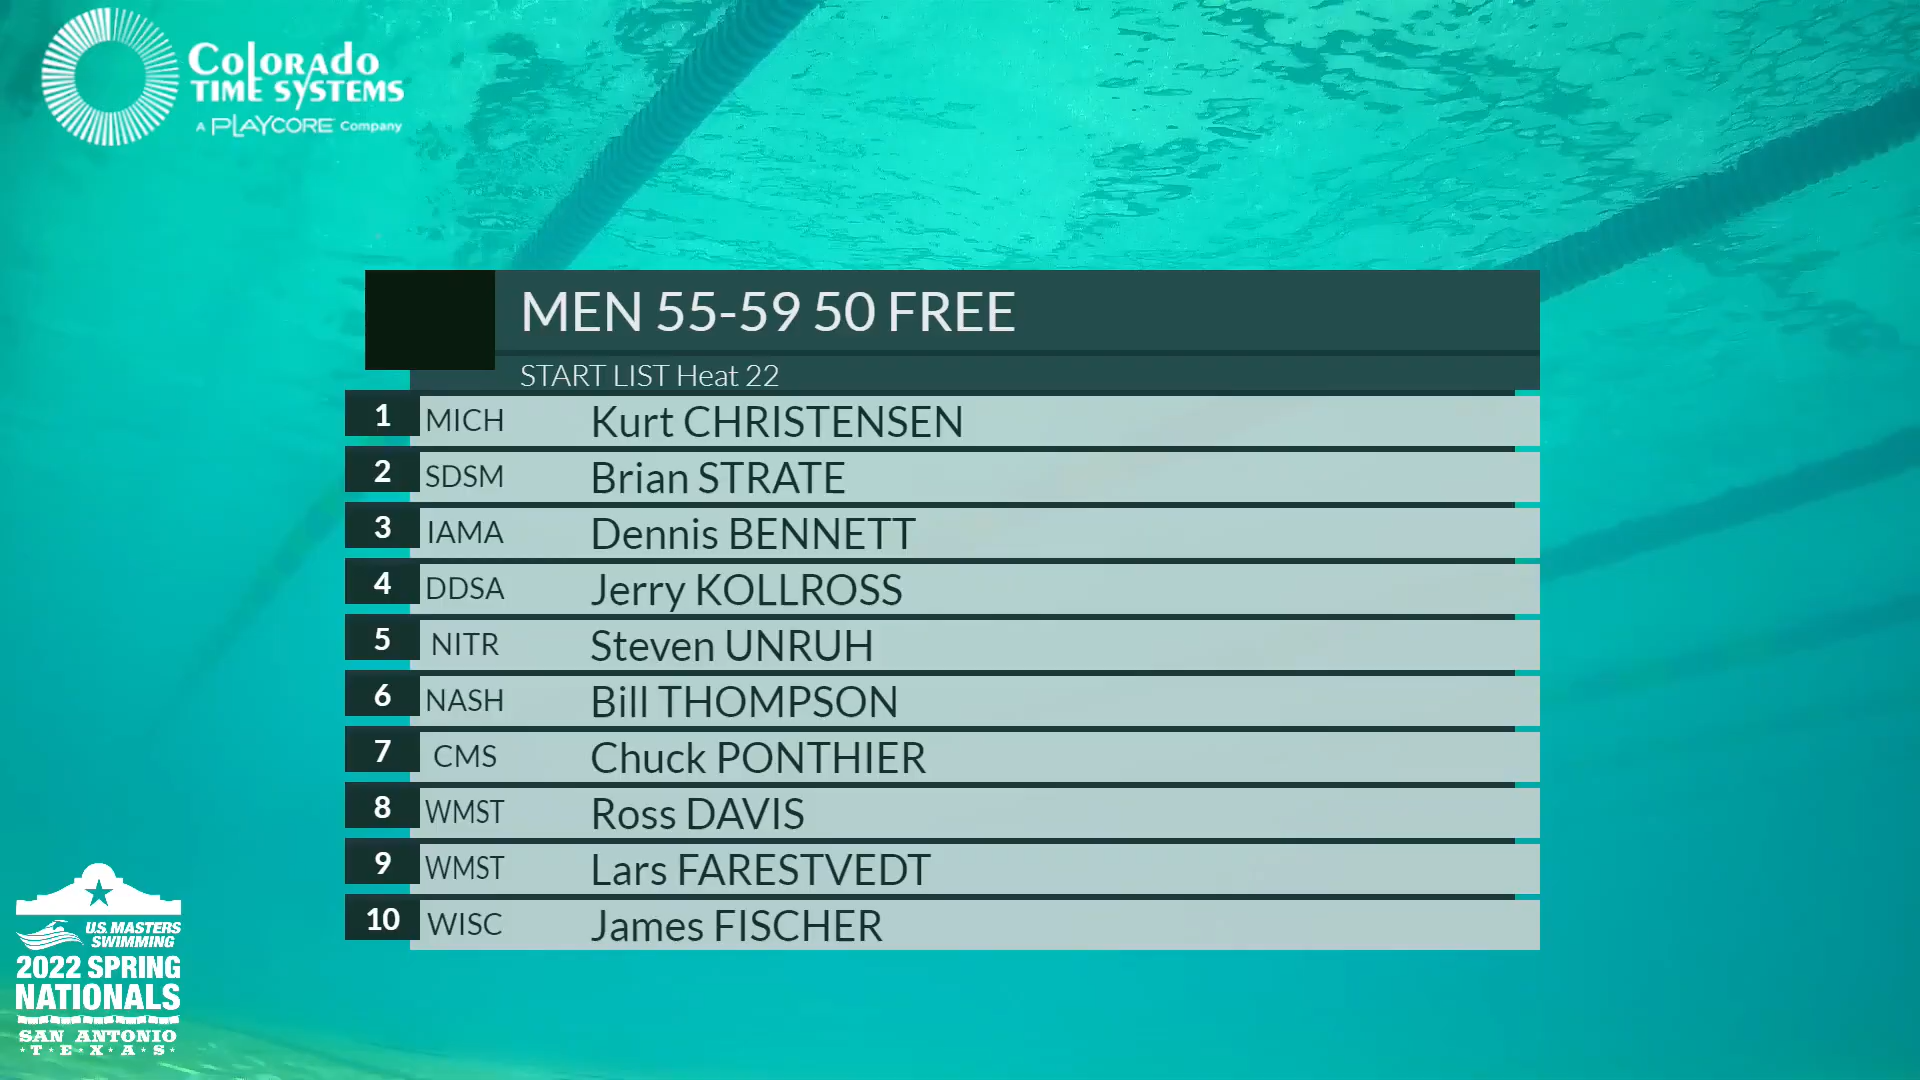 COLORADO
TIME SYSTEMS
A PLAYCORE Company
MEN 55-59 50 FREE
START LIST Heat 22
1 MICH Kurt CHRISTENSEN
2 SDSM Brian STRATE
3 IAMA Dennis BENNETT
4 DDSA Jerry KOLLROSS
5 NITR Steven UNRUH
6 NASH Bill THOMPSON
7 CMS Chuck PONTHIER
8 WMST Ross DAVIS
9 WMST Lars FARESTVEDT
10 WISC James FISCHER
U.S. MASTERS
SWIMMING
2022 SPRING
NATIONALS
SAN ANTONIO
T·E·X·A·S